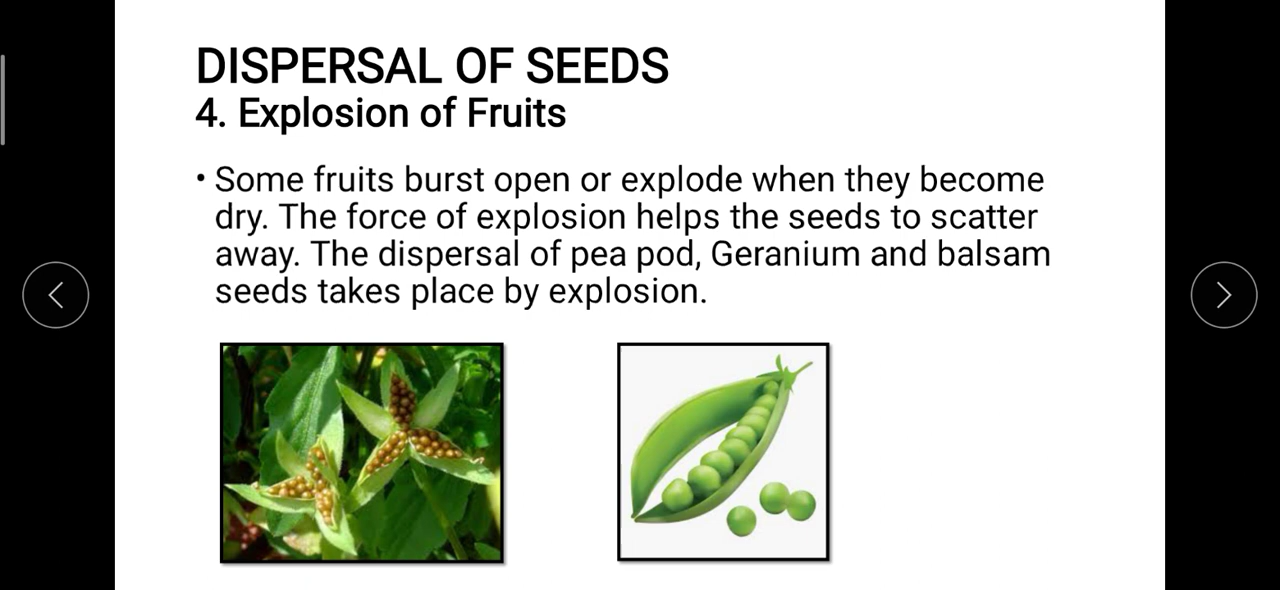 DISPERSAL OF SEEDS
4. Explosion of Fruits
• Some fruits burst open or explode when they become
dry. The force of explosion helps the seeds to scatter
away. The dispersal of pea pod, Geranium and balsam
seeds takes place by explosion.